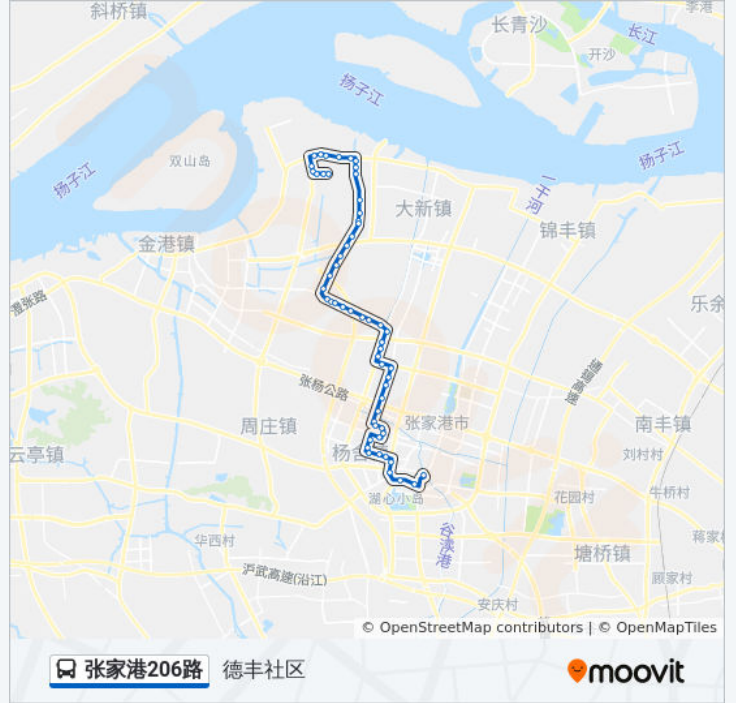 斜桥镇
李港
长青沙
长江
开沙
扬子江
双山岛
扬子江
扬子江
一干河
大新镇
锦丰镇
金港镇
澄张路
乐余
通锡高速
张杨公路
周庄镇
张家港市
南丰镇
杨舍
云亭镇
刘村村
牛桥村
湖心小岛
花园村
谷渎港
蒋家村
华西村
塘桥镇
沪武高速(沿江)
顾家村
安庆村
© OpenStreetMap contributors | © OpenMapTiles
张家港206路 德丰社区
moovit